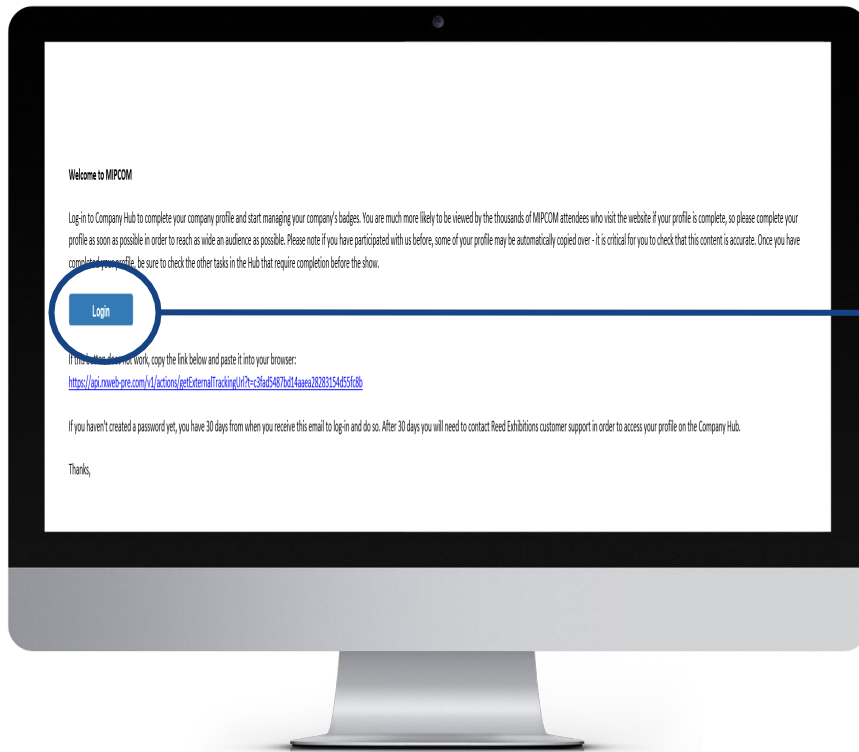 Welcome to MIPCOM
Log-in to Company Hub to complete your company profile and start managing your company's badges. You are much more likely to be viewed by the thousands of MIPCOM attendees who visit the website if your profile is complete, so please complete your
profile as soon as possible in order to reach as wide an audience as possible. Please note if you have participated with us before, some of your profile may be automatically copied over - it is critical for you to check that this content is accurate. Once you have
completed your profile, be sure to check the other tasks in the Hub that require completion before the show.
Login
If this button does not work, copy the link below and paste it into your browser:
https://api.rxweb-pre.com/v1/actions/getExternalTrackingUrl?t=c3fad5487bd14aaea28283154d55fc8b
If you haven't created a password yet, you have 30 days from when you receive this email to log-in and do so. After 30 days you will need to contact Reed Exhibitions customer support in order to access your profile on the Company Hub.
Thanks,